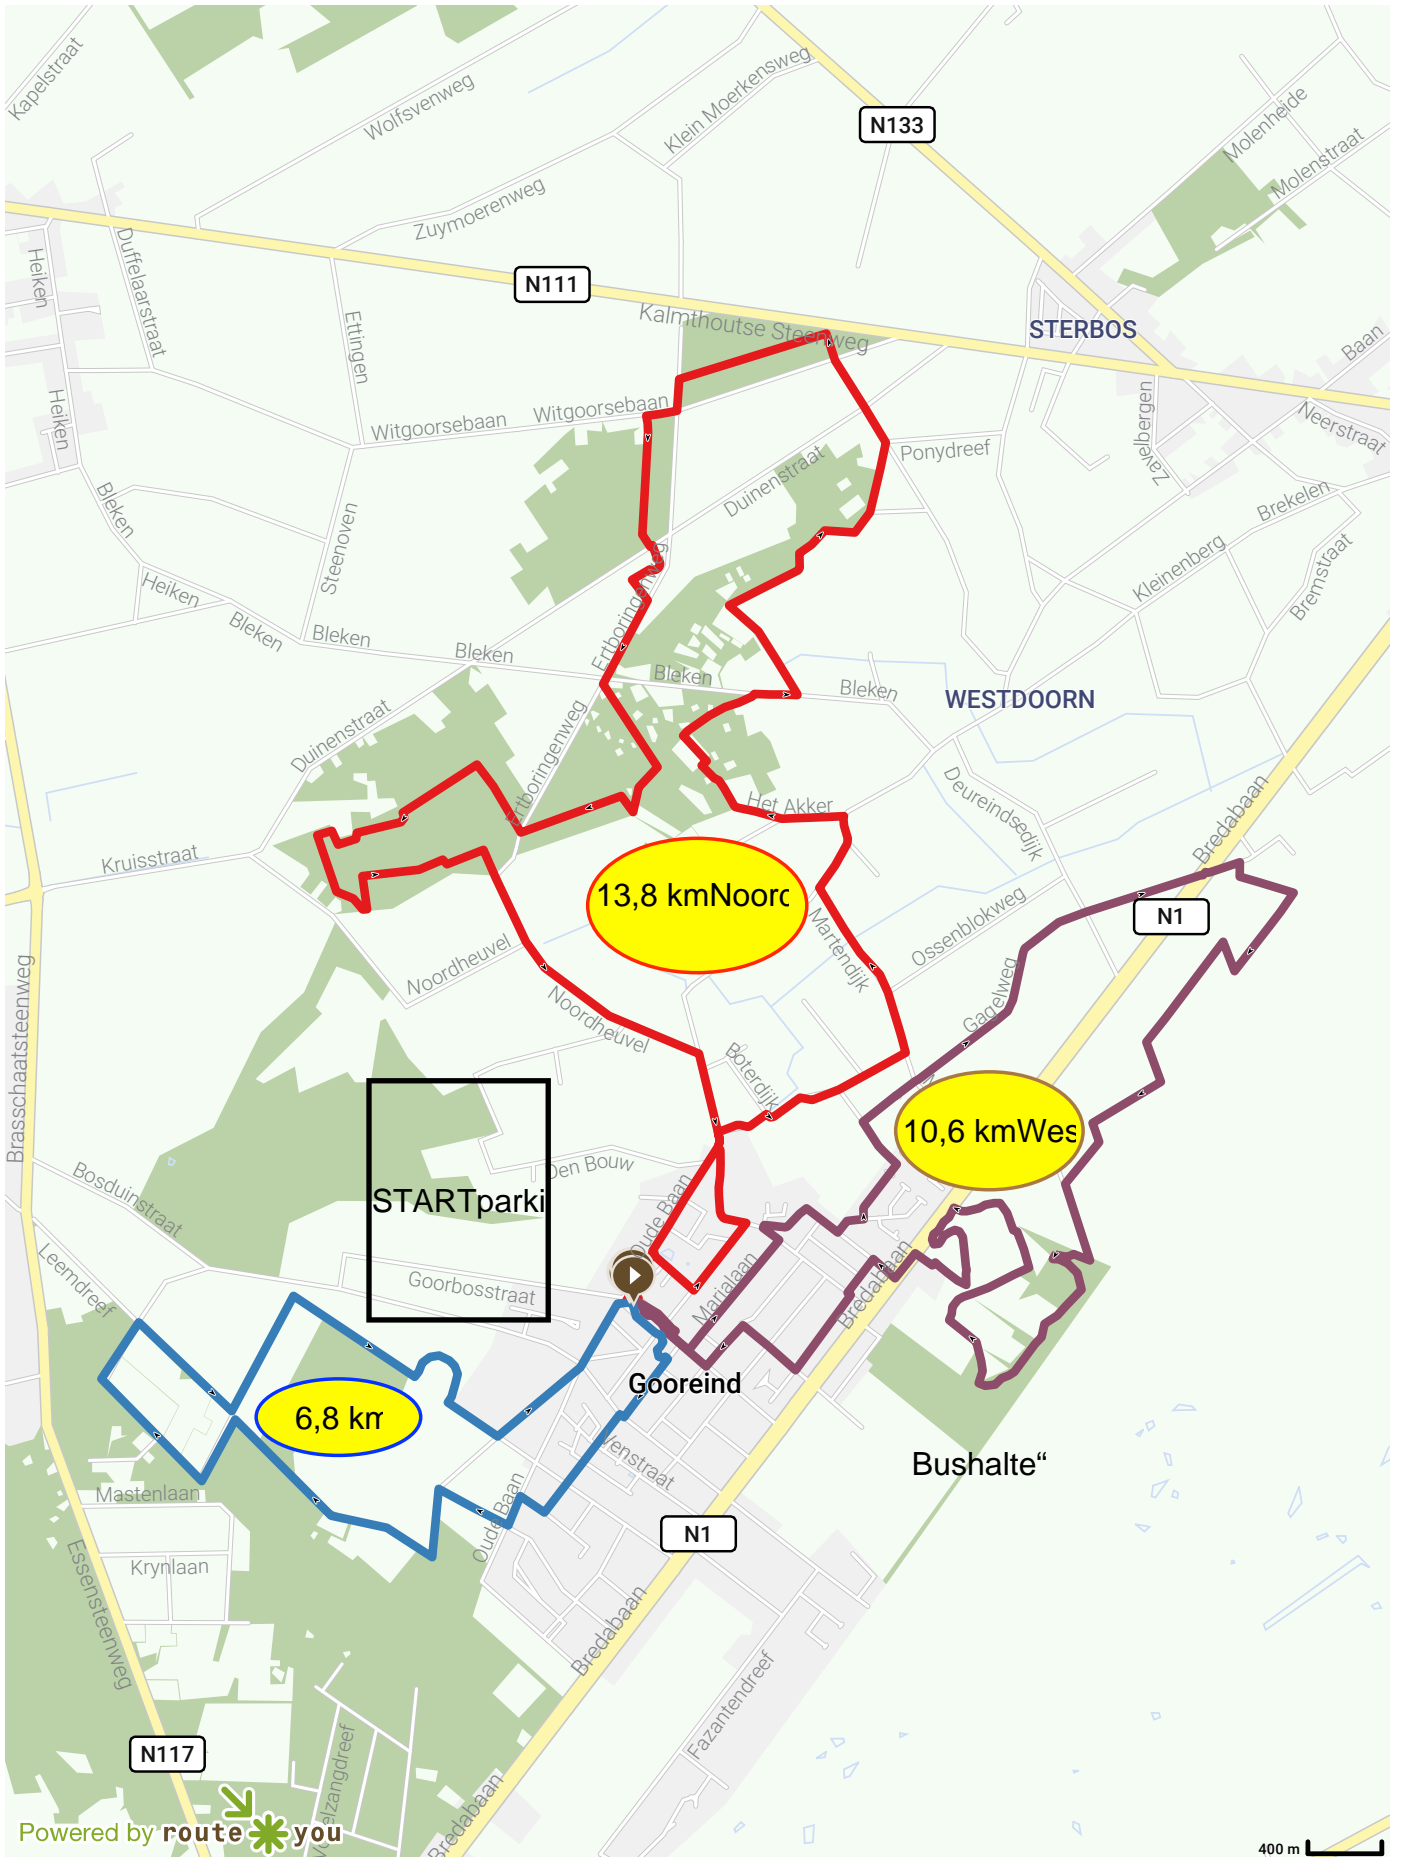 Kapelstraat
Wolfsvenweg
Klein Moerkensweg
N133
Molenheide
Molenstraat
Zuymoerenweg
Duffelaarstraat
Heiken
N111
Ettingen
Kalmthoutse Steenweg
STERBOS
Baan
Heiken
Witgoorsebaan
Witgoorsebaan
Zavelbergen
Neerstraat
Ponydreef
Duinenstraat
Bleken
Steenoven
Brekelen
Kleinenberg
Bremstraat
Heiken
Bleken
Bleken
Bleken
Ertboringenweg
Bleken
Bleken
WESTDOORN
Duinenstraat
Ertboringenweg
Het Akker
Deureindsedijk
Bredabaan
Kruisstraat
13,8 kmNoord
Martendijk
Ossenblokweg
N1
Noordheuvel
Noordheuvel
Gagelweg
Brasschaatsteenweg
Boterdijk
10,6 kmWes
Den Bouw
Bosduinstraat
STARTparki
Oude Baan
Leemdreef
Goorbosstraat
Marialaan
Bredabaan
Gooreind
6,8 km
Venstraat
Bushalte“
Mastenlaan
Oude Baan
N1
Essensteenweg
Krynlaan
Bredabaan
Fazantendreef
N117
Bredabaan
Powered by route you
400 m